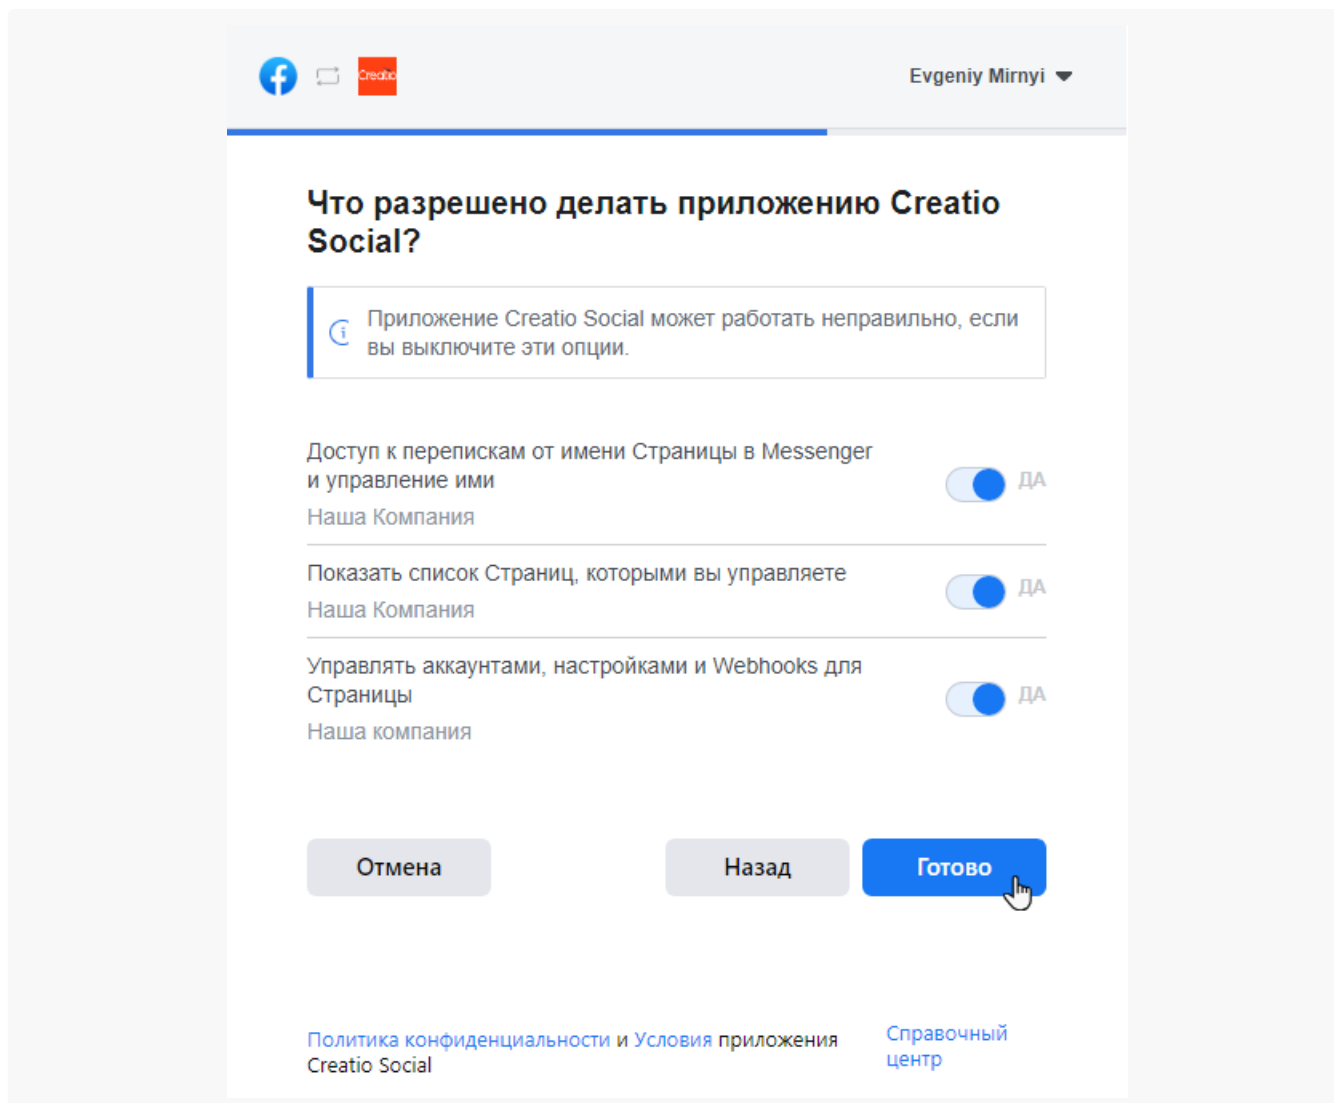 Creatio
Evgeniy Mirnyi
Что разрешено делать приложению Creatio
Social?
Приложение Creatio Social может работать неправильно, если
вы выключите эти опции.
Доступ к перепискам от имени Страницы в Messenger
и управление ими
ДА
Наша Компания
Показать список Страниц, которыми вы управляете
ДА
Наша Компания
Управлять аккаунтами, настройками и Webhooks для
Страницы
ДА
Наша компания
Отмена
Назад
Готово
Политика конфиденциальности и Условия приложения
Creatio Social
Справочный
центр